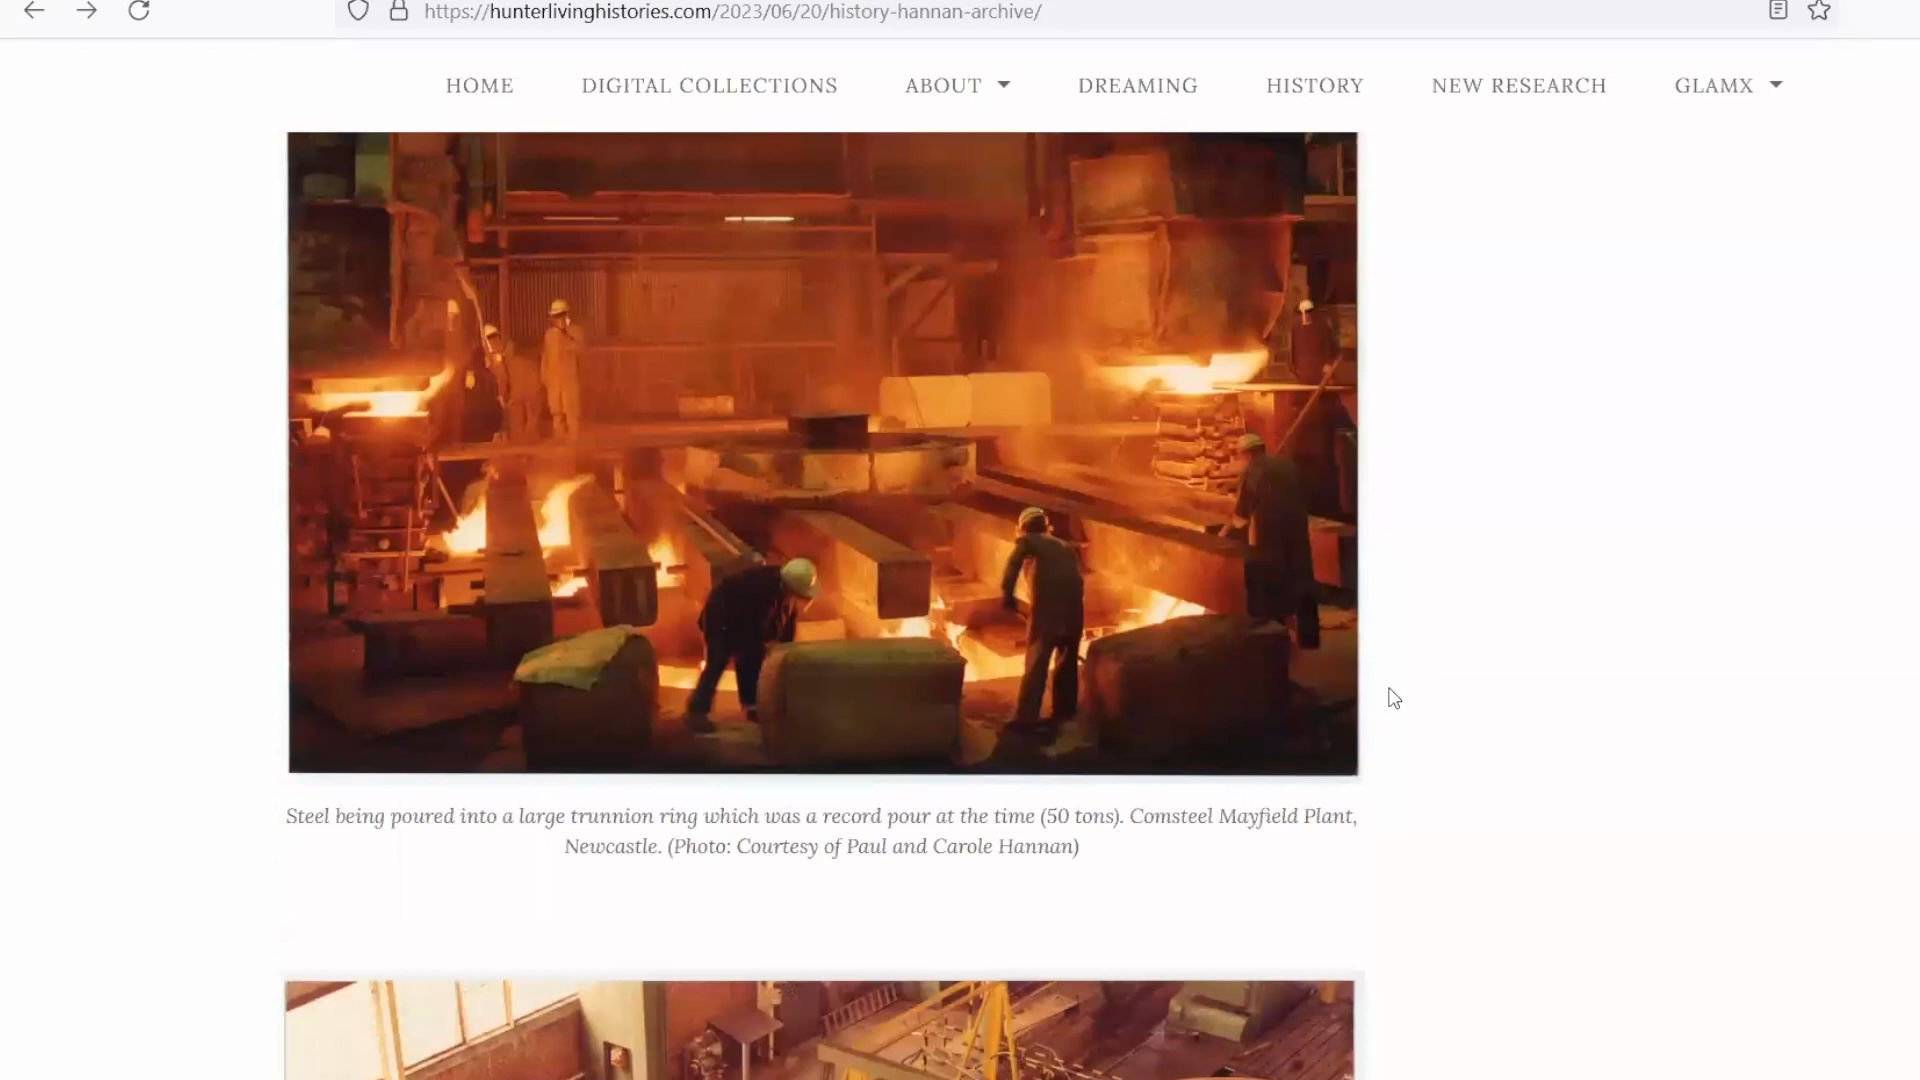 https://hunterlivinghistories.com/2023/06/20/history-hannan-archive/
HOME DIGITAL COLLECTIONS ABOUT DREAMING HISTORY NEW RESEARCH GLAMX
Steel being poured into a large trunnion ring which was a record pour at the time (50 tons). Comsteel Mayfield Plant,
Newcastle. (Photo: Courtesy of Paul and Carole Hannan)